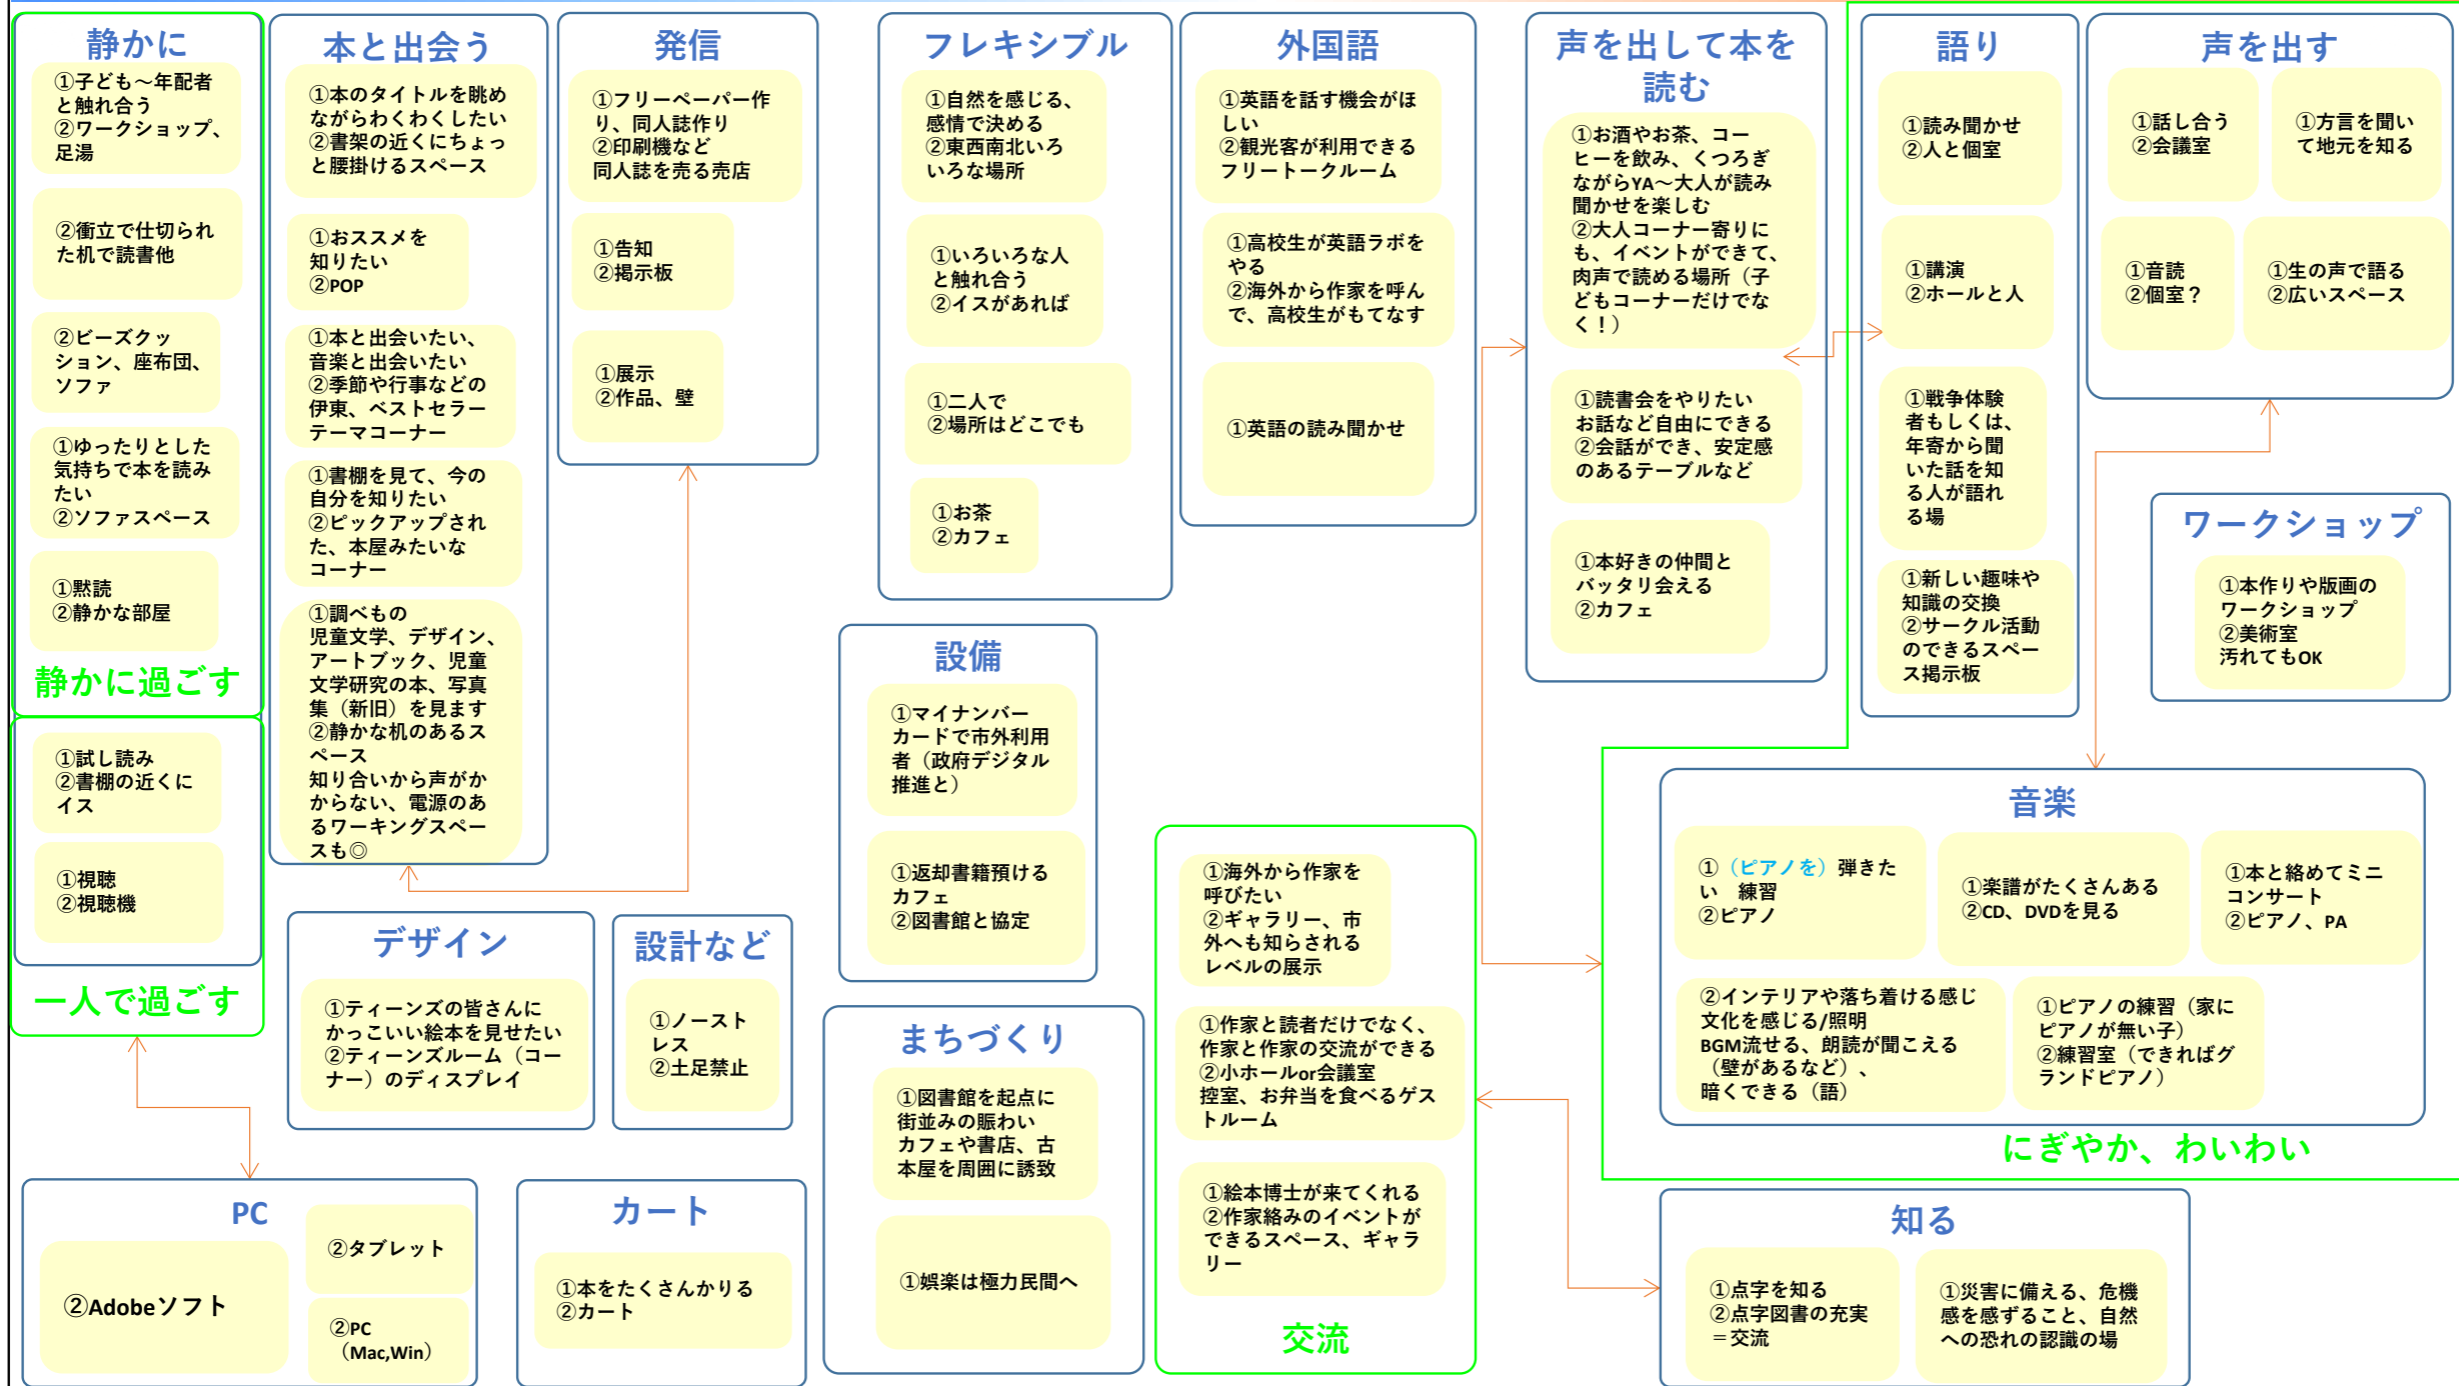 静かに
①子ども～年配者
と触れ合う
②ワークショップ、
足湯
②衝立で仕切られ
た机で読書他
②ビーズクッ
ション、座布団、
ソファ
①ゆったりとした
気持ちで本を読み
たい
②ソファスペース
①黙読
②静かな部屋
静かに過ごす
①試し読み
②書棚の近くに
イス
①視聴
②視聴機
一人で過ごす
本と出会う
①本のタイトルを眺め
ながらわくわくしたい
②書架の近くにちょっ
と腰掛けるスペース
①おススメを
知りたい
②POP
①本と出会いたい、
音楽と出会いたい
②季節や行事などの
伊東、ベストセラー
テーマコーナー
①書棚を見て、今の
自分を知りたい
②ピックアップされ
た、本屋みたいな
コーナー
①調べもの
児童文学、デザイン、
アートブック、児童
文学研究の本、写真
集（新旧）を見ます
②静かな机のあるス
ペース
知り合いから声がか
からない、電源のあ
るワーキングスペー
スも◎
発信
①フリーペーパー作
り、同人誌作り
②印刷機など
同人誌を売る売店
①告知
②掲示板
①展示
②作品、壁
フレキシブル
①自然を感じる、
感情で決める
②東西南北いろ
いろな場所
①いろいろな人
と触れ合う
②イスがあれば
①二人で
②場所はどこでも
①お茶
②カフェ
外国語
①英語を話す機会がほ
しい
②観光客が利用できる
フリートークルーム
①高校生が英語ラボを
やる
②海外から作家を呼ん
で、高校生がもてなす
①英語の読み聞かせ
声を出して本を
読む
①お酒やお茶、コー
ヒーを飲み、くつろぎ
ながらYA～大人が読み
聞かせを楽しむ
②大人コーナー寄りに
も、イベントができて、
肉声で読める場所（子
どもコーナーだけでな
く！）
①読書会をやりたい
お話など自由にできる
②会話ができ、安定感
のあるテーブルなど
①本好きの仲間と
バッタリ会える
②カフェ
語り
①読み聞かせ
②人と個室
①講演
②ホールと人
①戦争体験
者もしくは、
年寄から聞
いた話を知
る人が語れ
る場
①新しい趣味や
知識の交換
②サークル活動
のできるスペー
ス掲示板
声を出す
①話し合う
②会議室
①方言を聞い
て地元を知る
①音読
②個室？
①生の声で語る
②広いスペース
ワークショップ
①本作りや版画の
ワークショップ
②美術室
汚れてもOK
設備
①マイナンバー
カードで市外利用
者（政府デジタル
推進と）
①返却書籍預ける
カフェ
②図書館と協定
音楽
①（ピアノを）弾きた
い　練習
②ピアノ
①楽譜がたくさんある
②CD、DVDを見る
①本と絡めてミニ
コンサート
②ピアノ、PA
②インテリアや落ち着ける感じ
文化を感じる/照明
BGM流せる、朗読が聞こえる
（壁があるなど）、
暗くできる（語）
①ピアノの練習（家に
ピアノが無い子）
②練習室（できればグ
ランドピアノ）
にぎやか、わいわい
デザイン
①ティーンズの皆さんに
かっこいい絵本を見せたい
②ティーンズルーム（コー
ナー）のディスプレイ
設計など
①ノースト
レス
②土足禁止
まちづくり
①図書館を起点に
街並みの賑わい
カフェや書店、古
本屋を周囲に誘致
①娯楽は極力民間へ
①海外から作家を
呼びたい
②ギャラリー、市
外へも知らされる
レベルの展示
①作家と読者だけでなく、
作家と作家の交流ができる
②小ホールor会議室
控室、お弁当を食べるゲス
トルーム
①絵本博士が来てくれる
②作家絡みのイベントが
できるスペース、ギャラ
リー
交流
PC
②Adobeソフト
②タブレット
②PC
（Mac,Win）
カート
①本をたくさんかりる
②カート
知る
①点字を知る
②点字図書の充実
＝交流
①災害に備える、危機
感を感ずること、自然
への恐れの認識の場